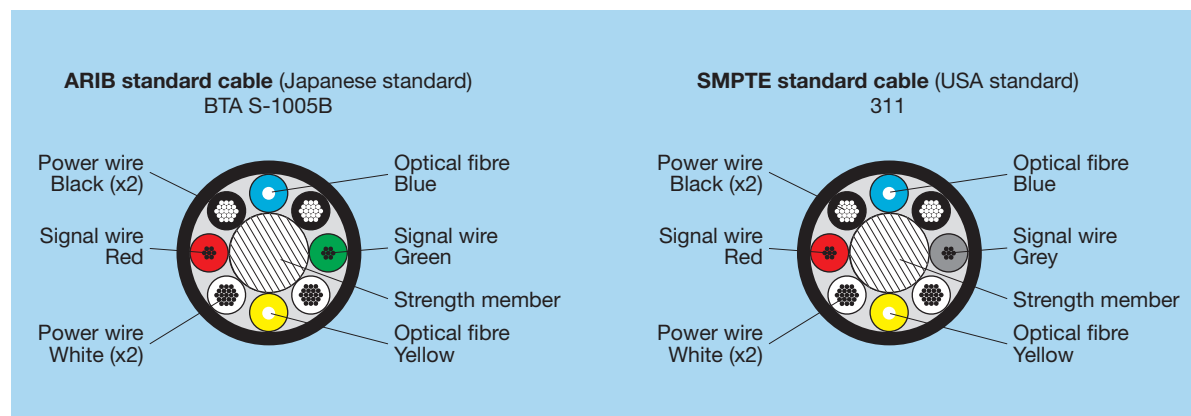 ARIB standard cable (Japanese standard)
BTA S-1005B
Power wire
Black (x2)
Optical fibre
Blue
Signal wire
Red
Signal wire
Green
Strength member
Power wire
White (x2)
Optical fibre
Yellow
SMPTE standard cable (USA standard)
311
Power wire
Black (x2)
Optical fibre
Blue
Signal wire
Red
Signal wire
Grey
Strength member
Power wire
White (x2)
Optical fibre
Yellow